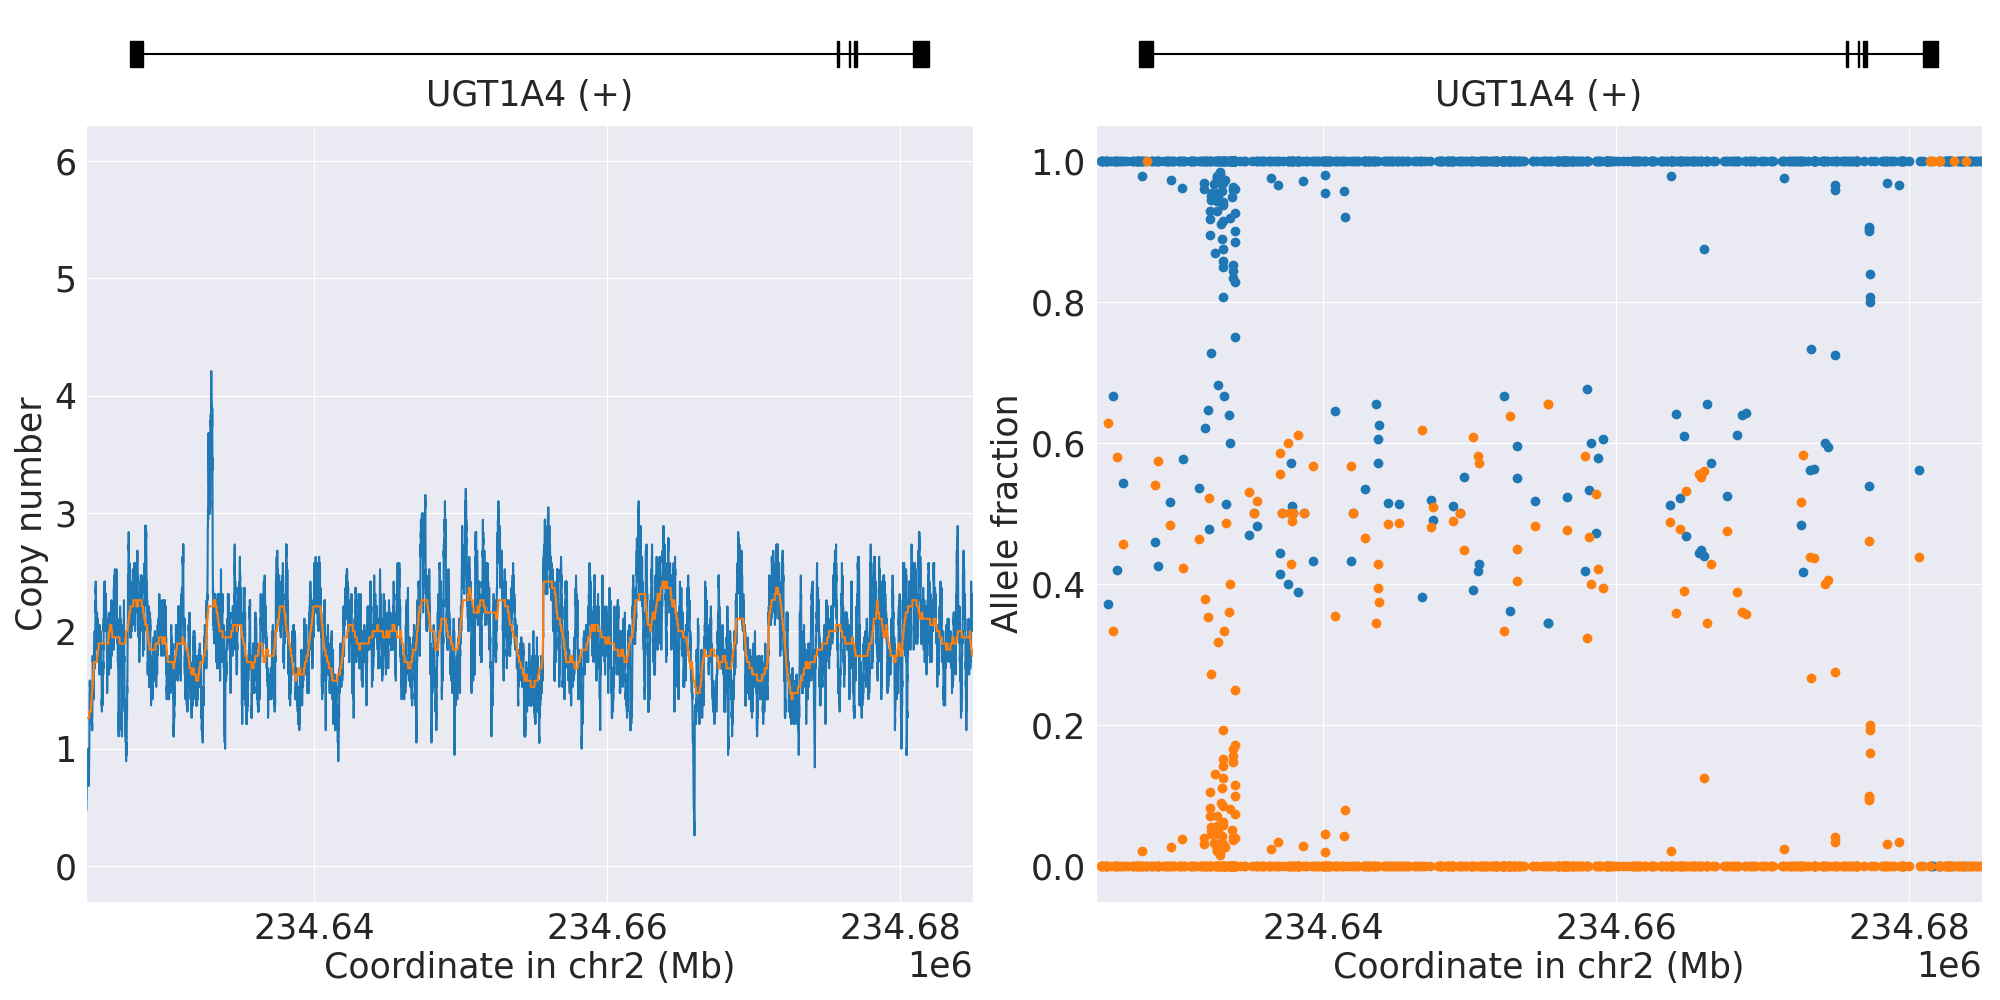 UGT1A4 (+)
6
5
4
3
2
1
0
Copy number
234.64 234.66 234.68
1e6
Coordinate in chr2 (Mb)
UGT1A4 (+)
1.0
0.8
0.6
0.4
0.2
0.0
Allele fraction
234.64 234.66 234.68
1e6
Coordinate in chr2 (Mb)